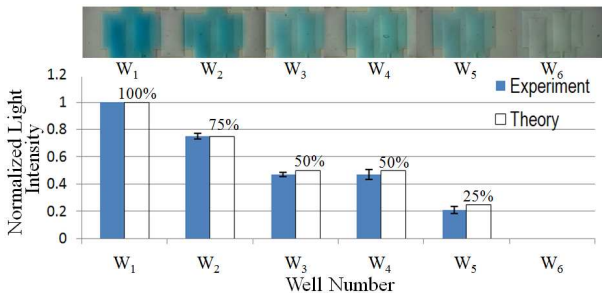 W1 W2 W3 W4 W5 W6
Normalized Light Intensity
1.2
1
0.8
0.6
0.4
0.2
0
100%
75%
50%
50%
25%
Experiment
Theory
W1 W2 W3 W4 W5 W6
Well Number